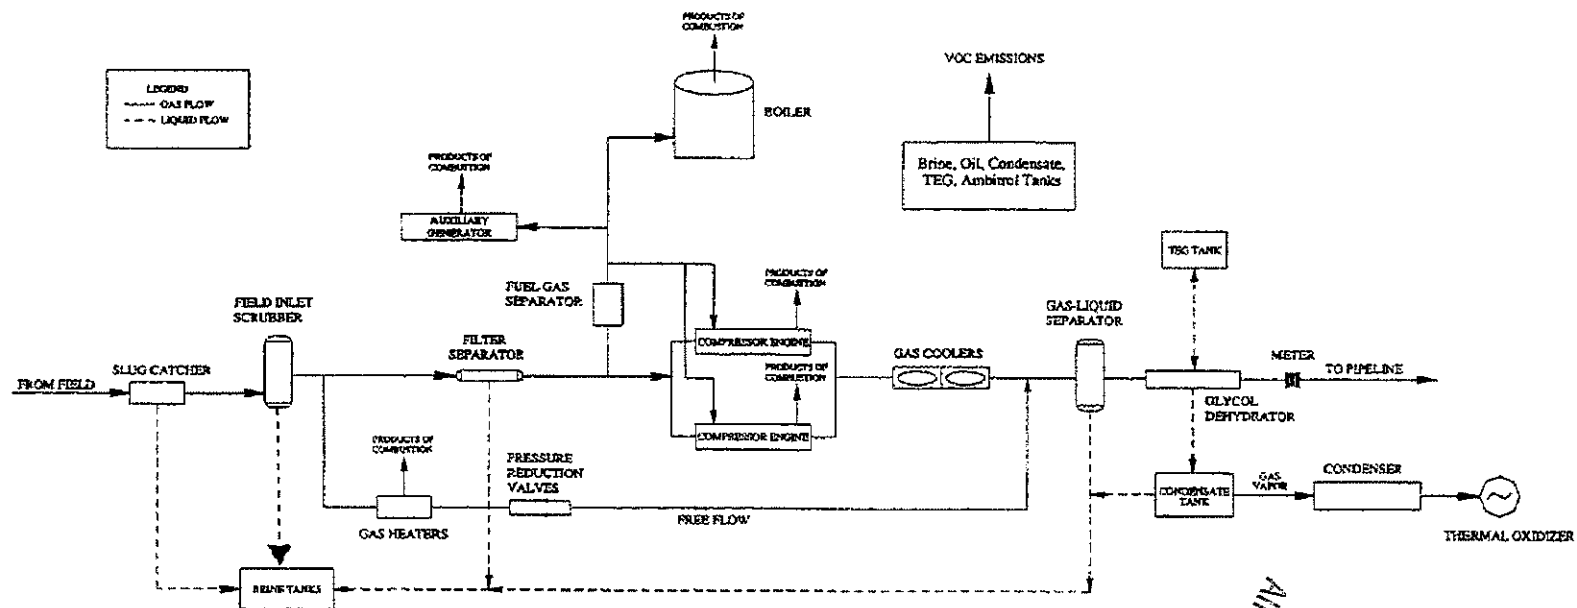 PRODUCTS OF
COMBUSTION
VOC EMISSIONS
LEGEND
GAS FLOW
LIQUID FLOW
BOILER
Brine, Oil, Condensate,
TEG, Ambitrol Tanks
PRODUCTS OF
COMBUSTION
AUXILIARY
GENERATOR
TEG TANK
FUEL GAS
SEPARATOR
PRODUCTS OF
COMBUSTION
FIELD INLET
SCRUBBER
GAS-LIQUID
SEPARATOR
FILTER
SEPARATOR
COMPRESSOR ENGINE
GAS COOLERS
METER
SLUG CATCHER
PRODUCTS OF
COMBUSTION
FROM FIELD
TO PIPELINE
GLYCOL
DEHYDRATOR
COMPRESSOR ENGINE
PRODUCTS OF
COMBUSTION
PRESSURE
REDUCTION
VALVES
GAS
VAPOR
CONDENSER
CONDENSATE
TANK
FREE FLOW
GAS HEATERS
THERMAL OXIDIZER
BRINE TANKS